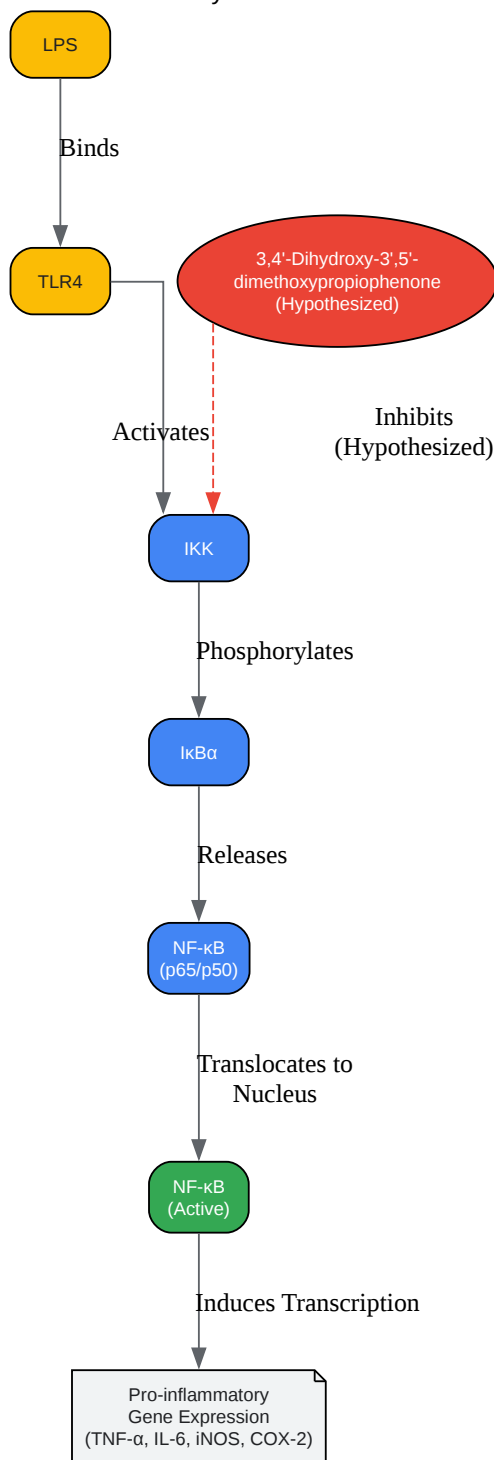 LPS
Binds
TLR4
3,4'-Dihydroxy-3',5'-
dimethoxypropiophenone
(Hypothesized)
Activates
Inhibits
(Hypothesized)
IKK
Phosphorylates
IκBα
Releases
NF-κB
(p65/p50)
Translocates to
Nucleus
NF-κB
(Active)
Induces Transcription
Pro-inflammatory
Gene Expression
(TNF-α, IL-6, iNOS, COX-2)